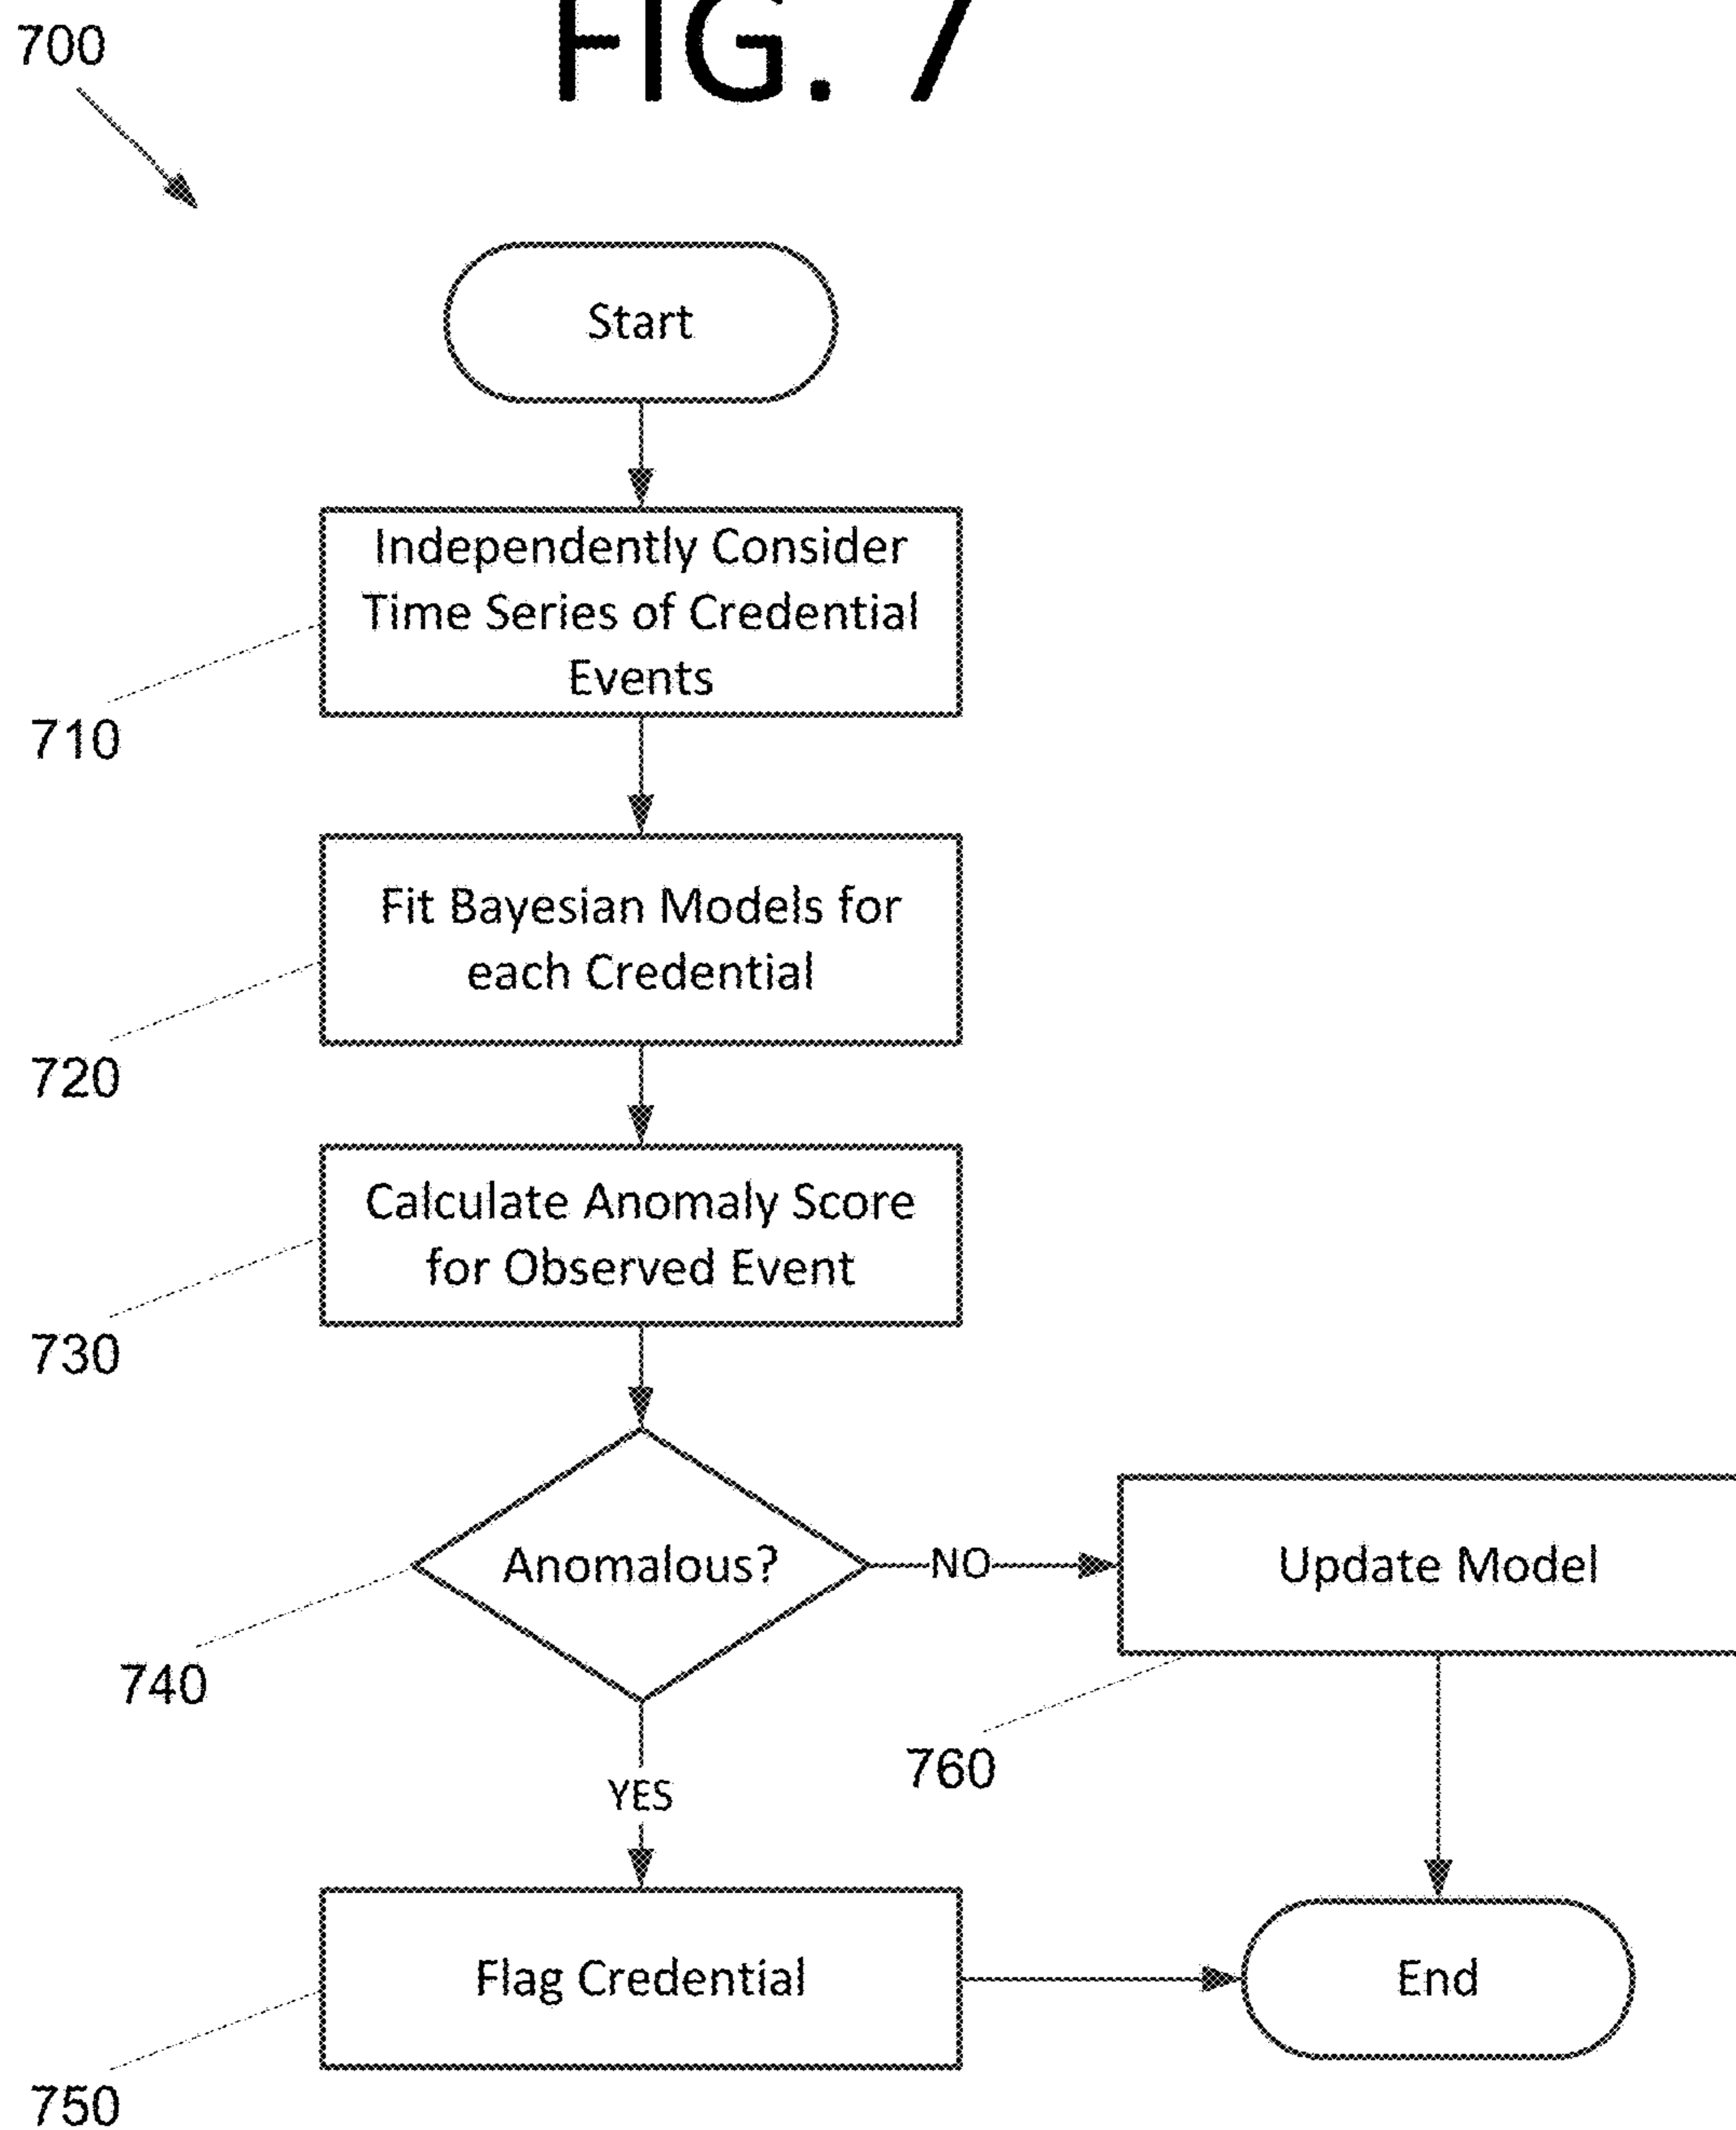 FIG. 7
700
Start
Independently Consider
Time Series of Credential
Events
710
Fit Bayesian Models for
each Credential
720
Calculate Anomaly Score
for Observed Event
730
Anomalous?
NO
Update Model
740
760
YES
Flag Credential
End
750